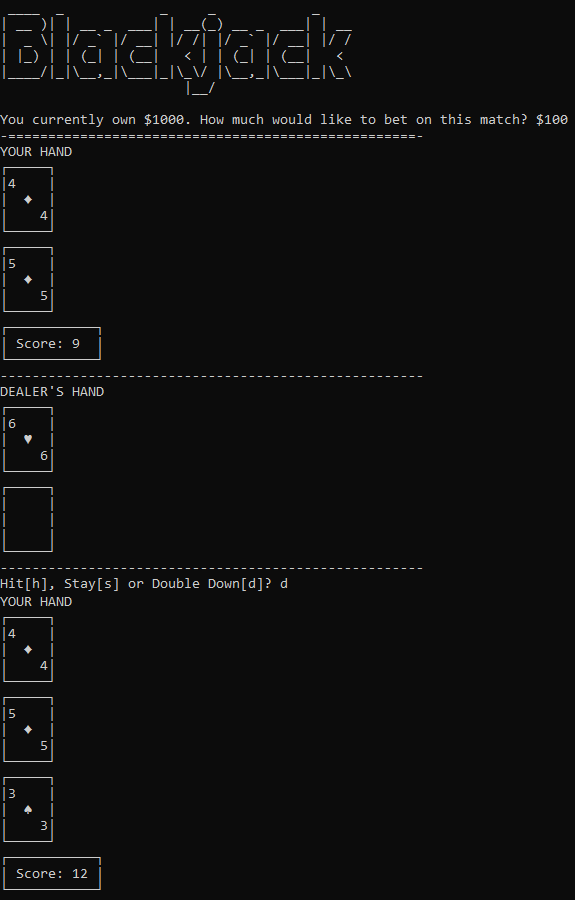 Blackjack
You currently own $1000. How much would like to bet on this match? $100
YOUR HAND
4
♦
4
5
♦
5
Score: 9
DEALER'S HAND
6
♥
6
Hit[h], Stay[s] or Double Down[d]? d
YOUR HAND
4
♦
4
5
♦
5
3
♠
3
Score: 12